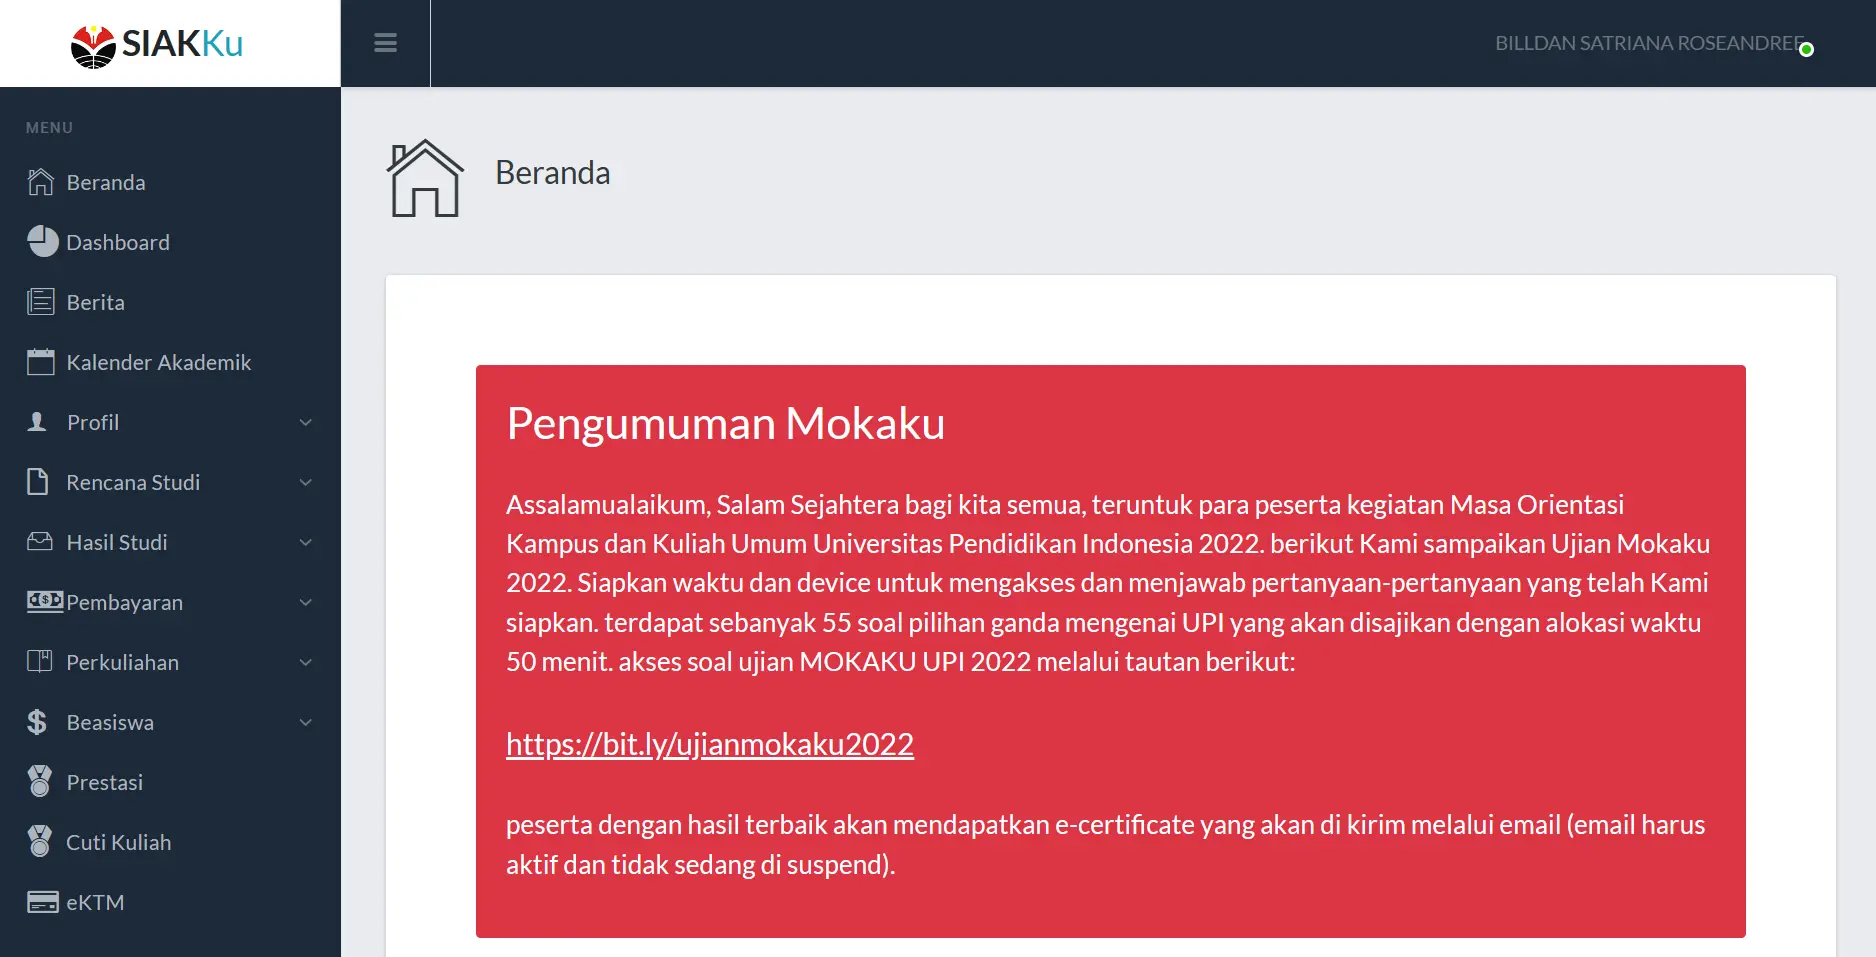 SIAKKu
BILLDAN SATRIANA ROSEANDREE
MENU
Beranda
Dashboard
Berita
Kalender Akademik
Profil
Rencana Studi
Hasil Studi
Pembayaran
Perkuliahan
Beasiswa
Prestasi
Cuti Kuliah
eKTM
Beranda
Pengumuman Mokaku
Assalamualaikum, Salam Sejahtera bagi kita semua, teruntuk para peserta kegiatan Masa Orientasi
Kampus dan Kuliah Umum Universitas Pendidikan Indonesia 2022. berikut Kami sampaikan Ujian Mokaku
2022. Siapkan waktu dan device untuk mengakses dan menjawab pertanyaan-pertanyaan yang telah Kami
siapkan. terdapat sebanyak 55 soal pilihan ganda mengenai UPI yang akan disajikan dengan alokasi waktu
50 menit. akses soal ujian MOKAKU UPI 2022 melalui tautan berikut:
https://bit.ly/ujianmokaku2022
peserta dengan hasil terbaik akan mendapatkan e-certificate yang akan di kirim melalui email (email harus
aktif dan tidak sedang di suspend).